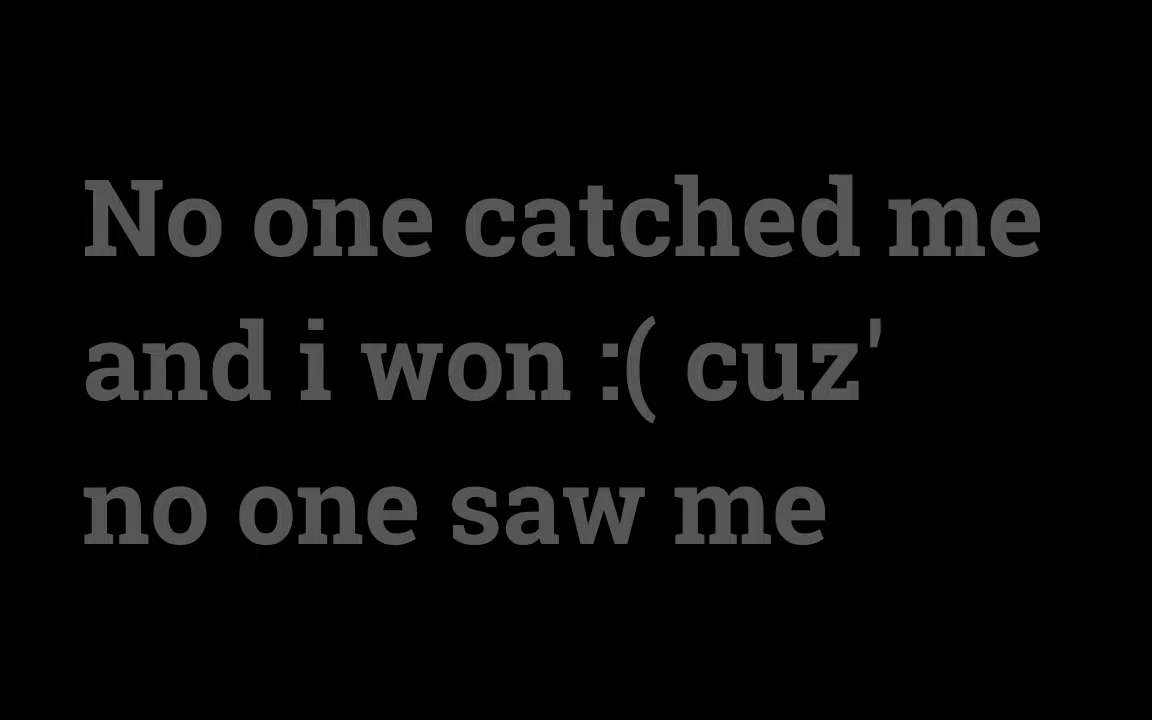 No one catched me
and i won :( cuz'
no one saw me